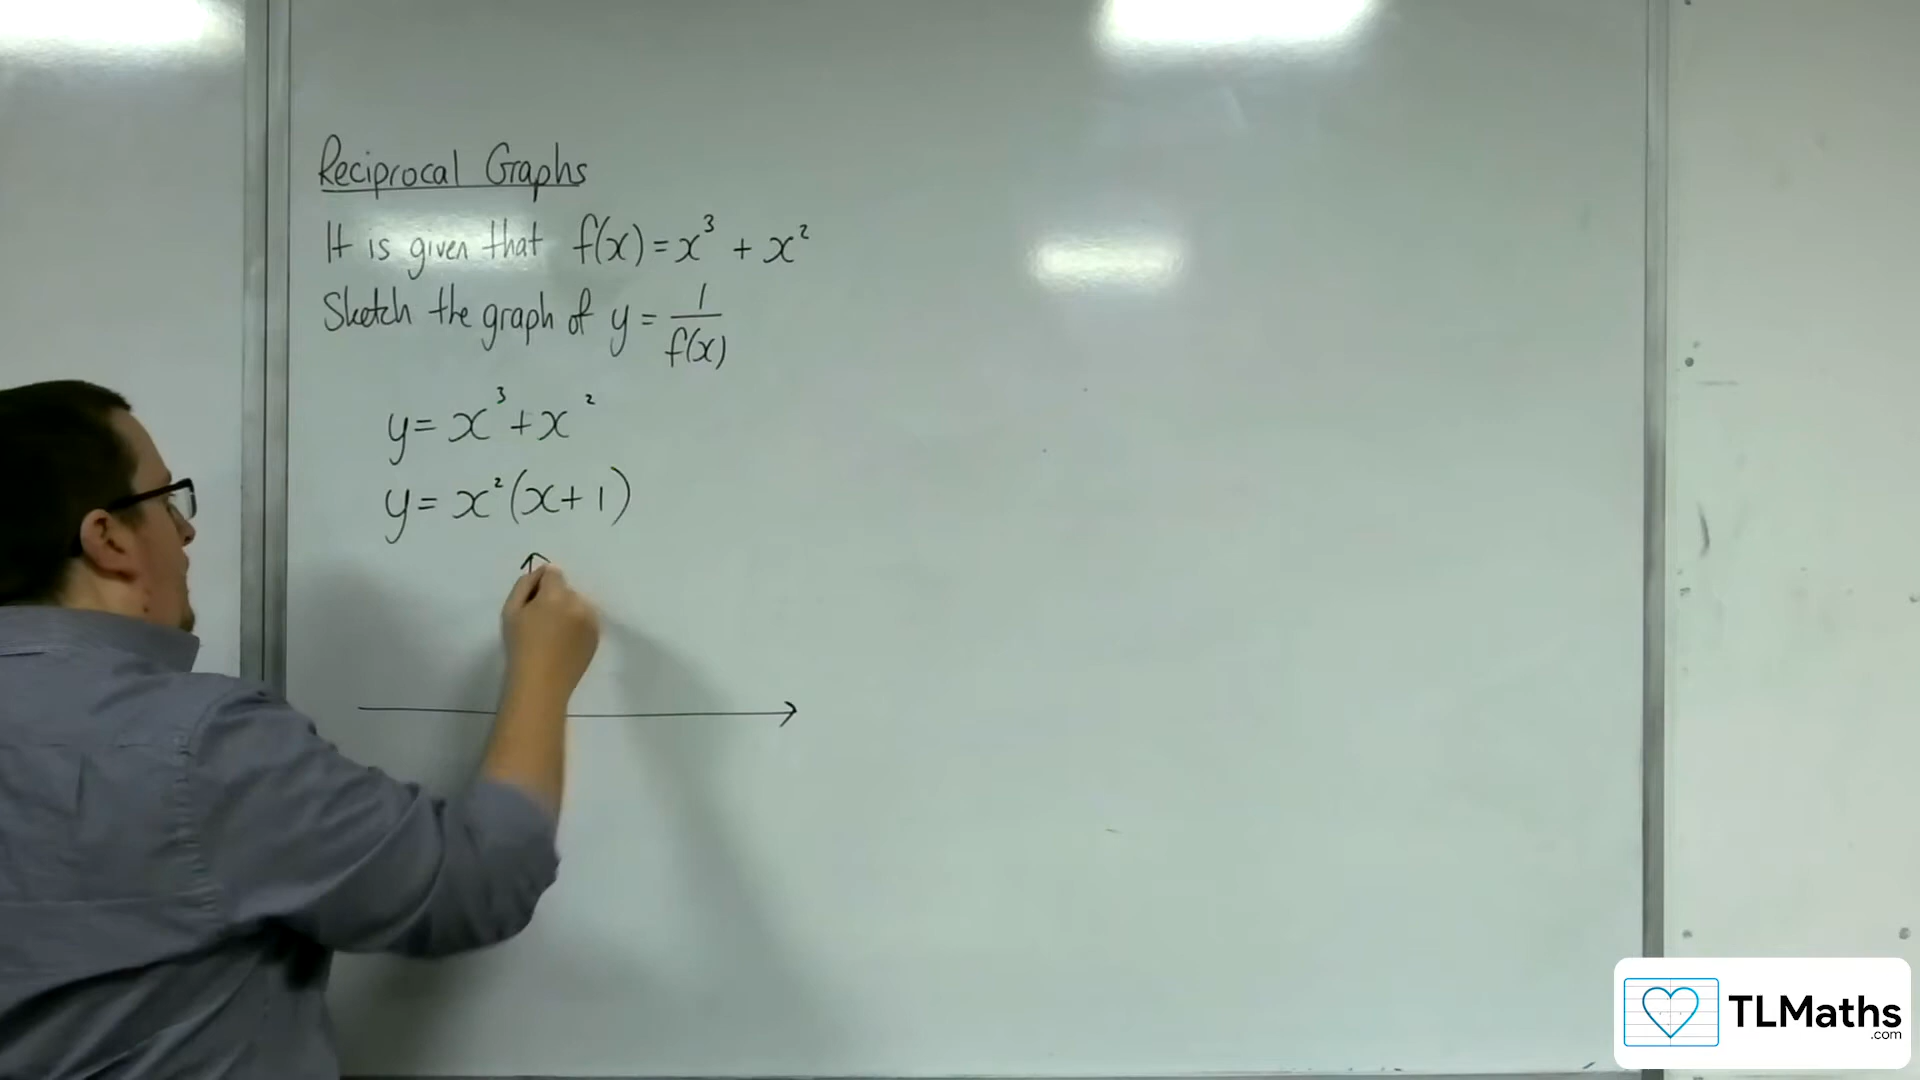 Reciprocal Graphs
It is given that f(x) = x³ + x²
Sketch the graph of y = 1/f(x)
y = x³ + x²
y = x²(x + 1)
TLMaths
.com